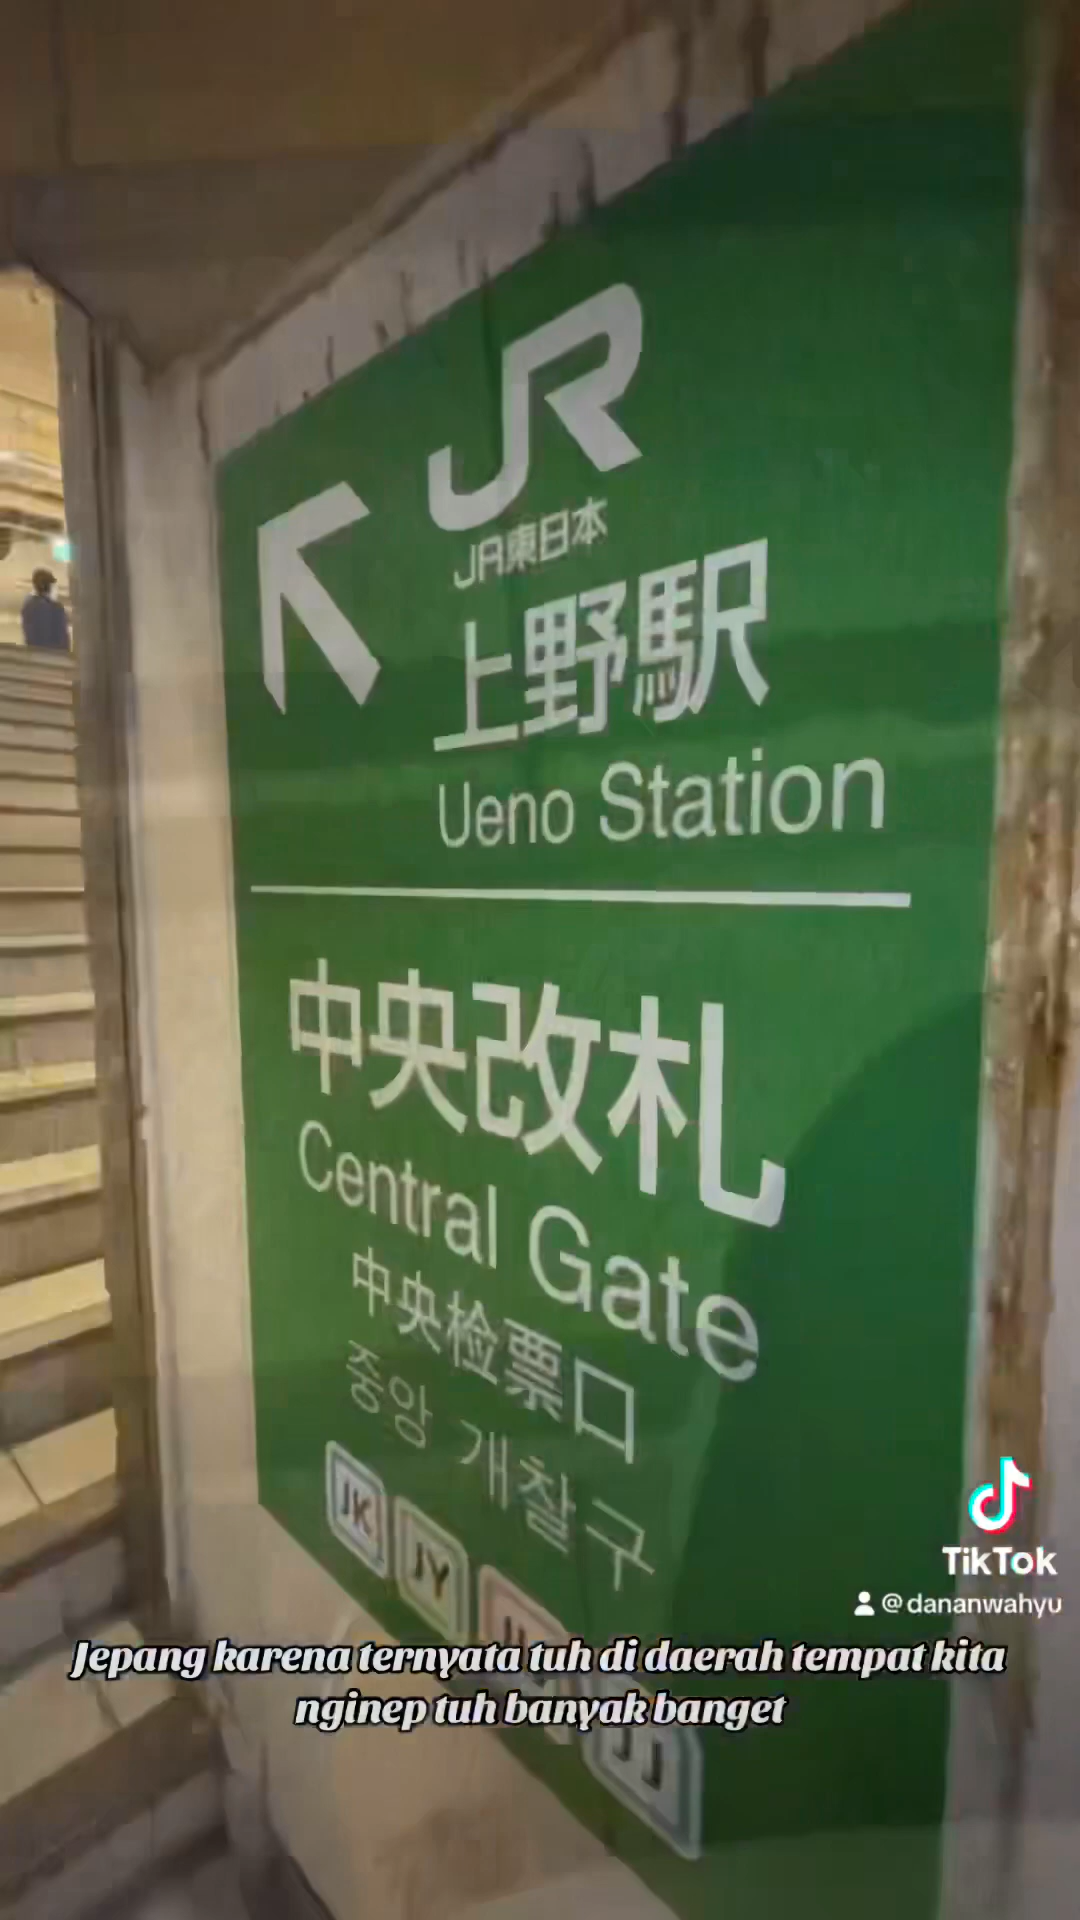 JR
JR東日本
上野駅
Ueno Station
中央改札
Central Gate
中央检票口
중앙 개찰구
JK
JY
JJ
TikTok
@dananwahyu
Jepang karena ternyata tuh di daerah tempat kita
nginep tuh banyak banget